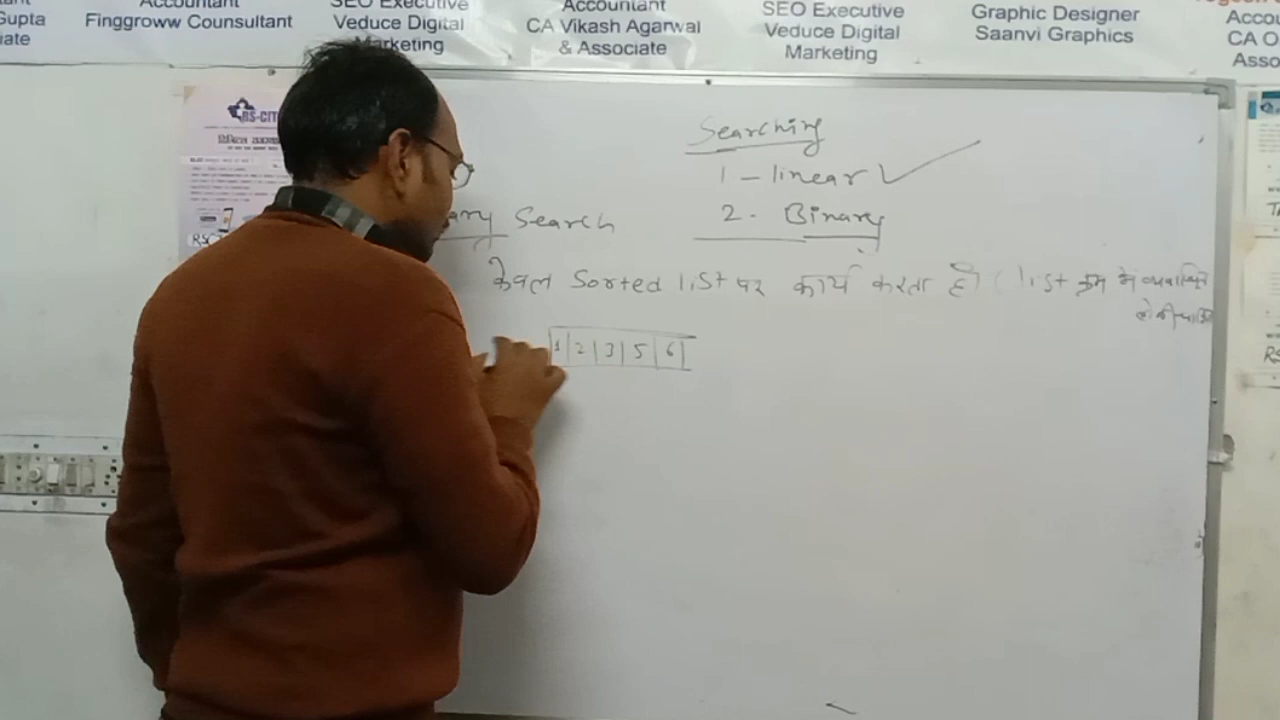 Accountant
SEO Executive
Accountant
SEO Executive
Graphic Designer
Gupta
Finggroww Counsultant
Veduce Digital
CA Vikash Agarwal
Veduce Digital
Saanvi Graphics
Marketing
& Associate
Marketing
CA O
RS-CIT
Searching
1 - linear ✓
2. Binary
ary Search
केवल Sorted list पर कार्य करता है ( list क्रम में
1 2 3 5 6